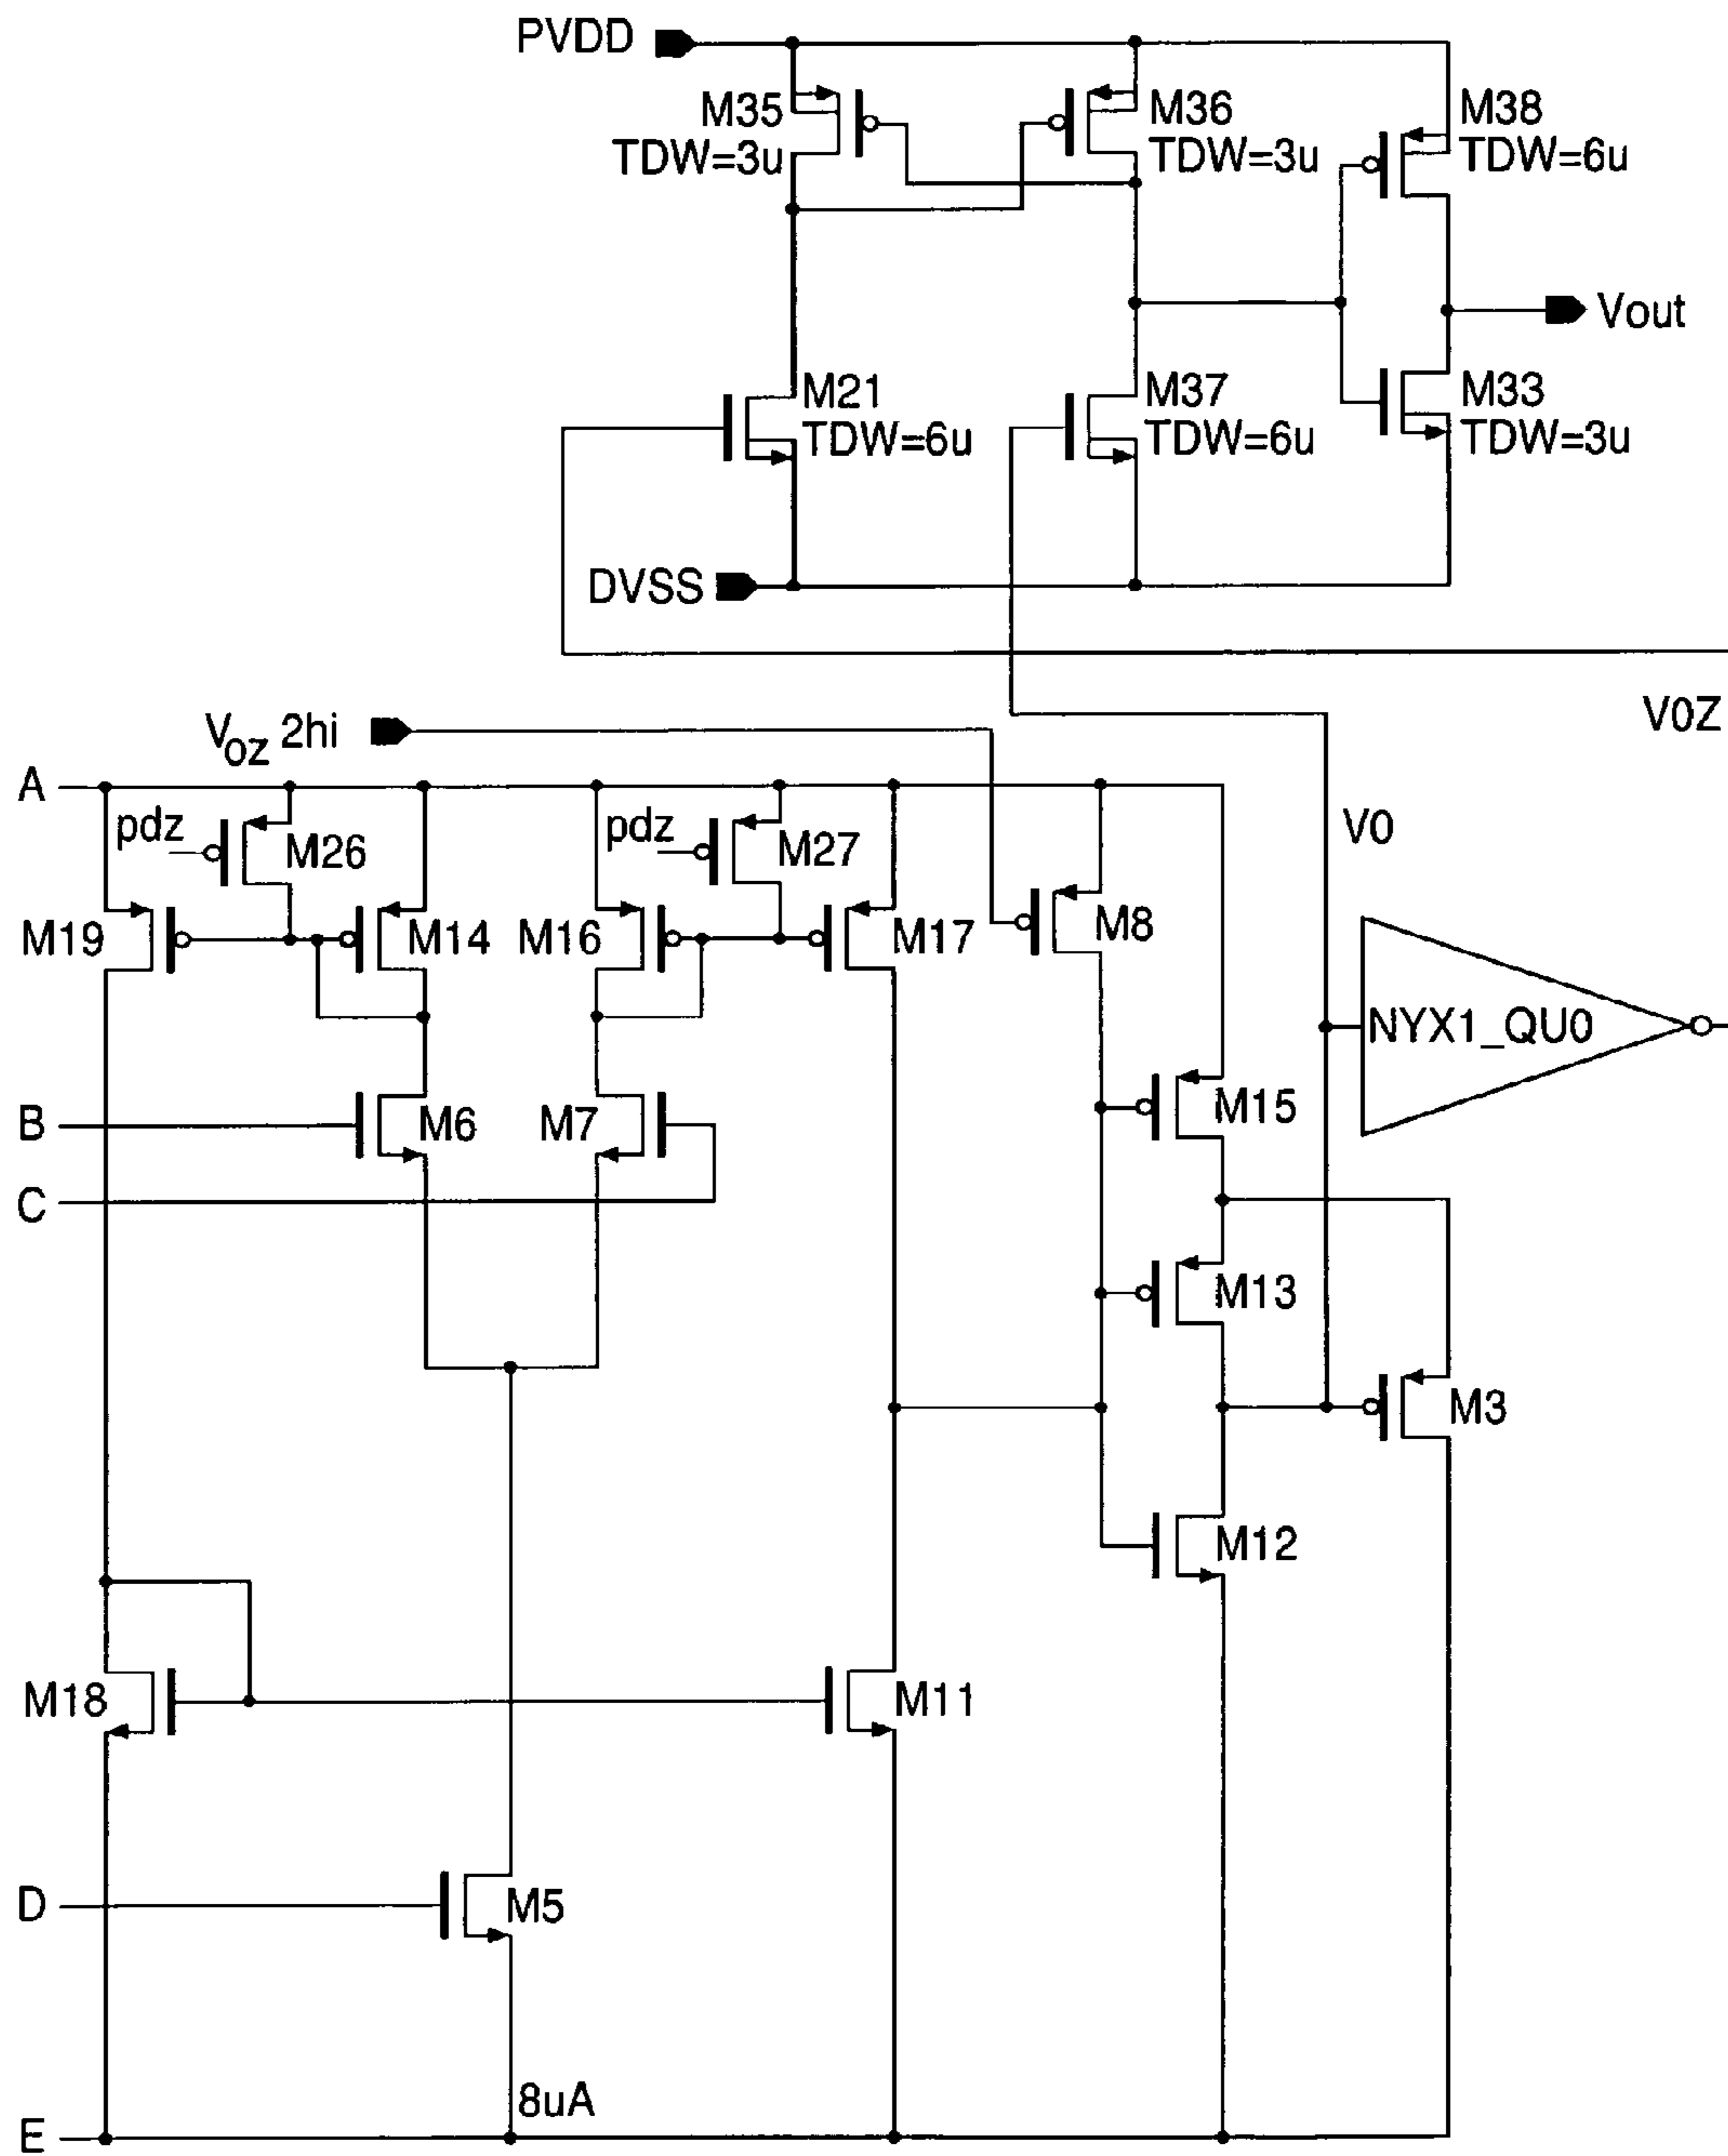 PVDD
M35
TDW=3u
M36
TDW=3u
M38
TDW=6u
Vout
M21
TDW=6u
M37
TDW=6u
M33
TDW=3u
DVSS
V0Z
VOZ 2hi
A
pdz
M26
pdz
M27
V0
M19
M14
M16
M17
M8
NYX1_QU0
M15
B
M6
M7
C
M13
M3
M12
M18
M11
D
M5
8uA
E